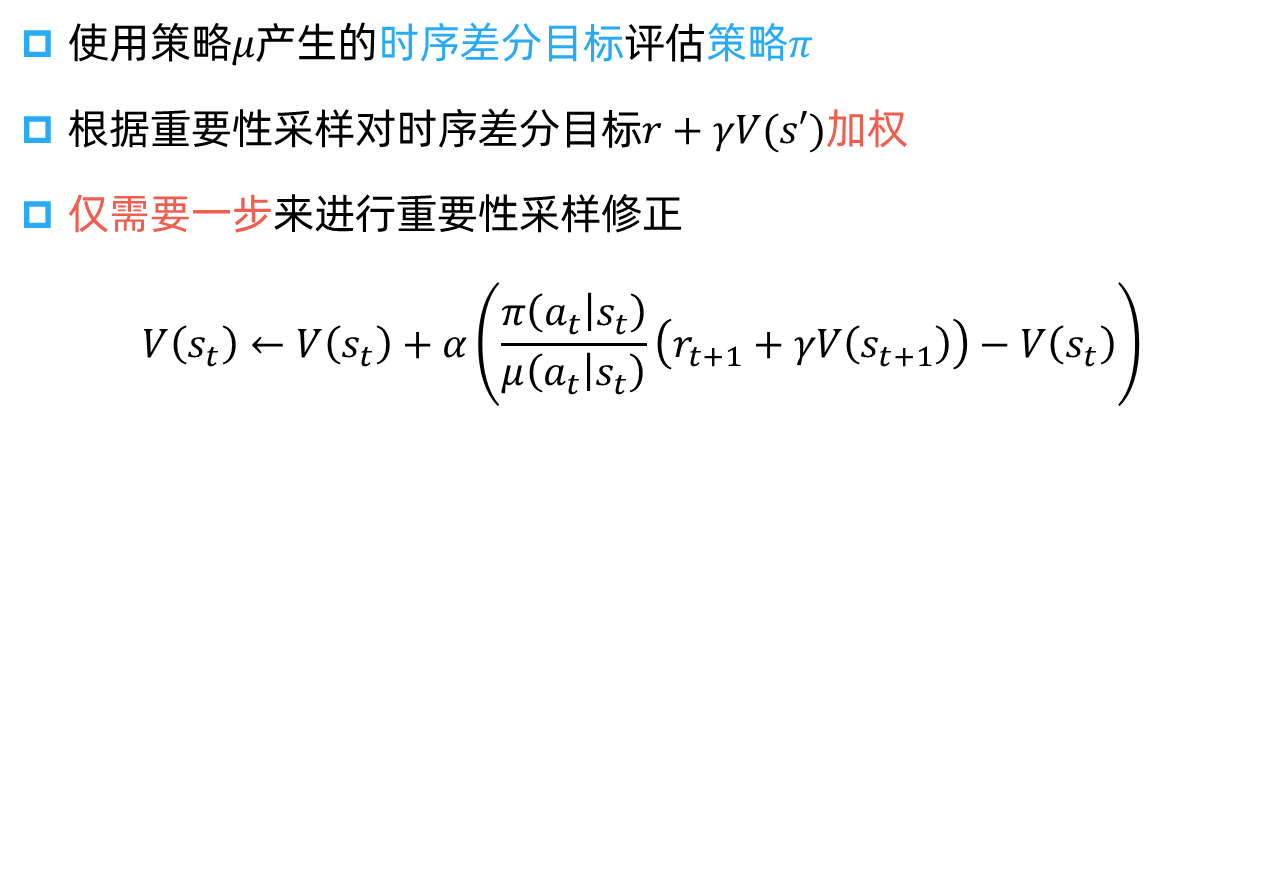 使用策略μ产生的时序差分目标评估策略π
根据重要性采样对时序差分目标r + γV(s′)加权
仅需要一步来进行重要性采样修正
V(s_t) ← V(s_t) + α(π(a_t|s_t)/μ(a_t|s_t) (r_{t+1} + γV(s_{t+1})) − V(s_t))